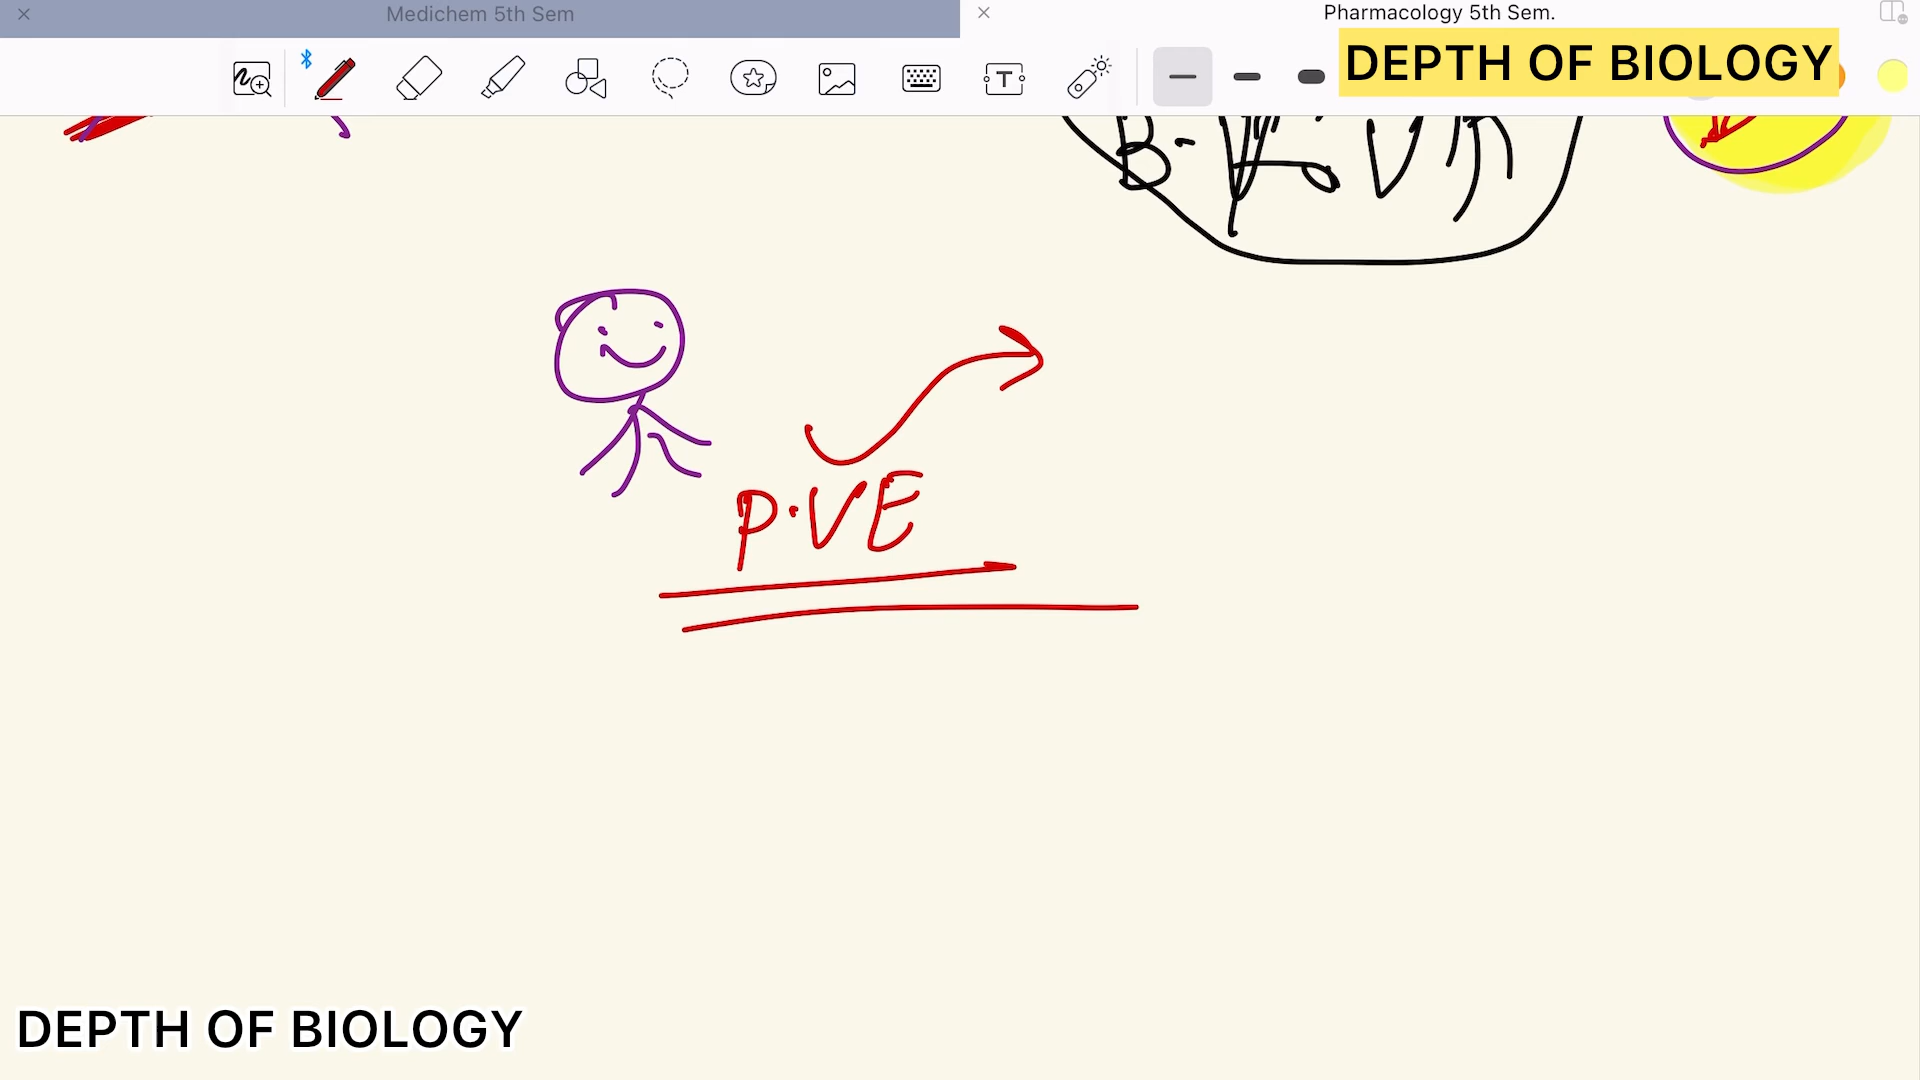 Medichem 5th Sem
Pharmacology 5th Sem.
DEPTH OF BIOLOGY
P.VE
DEPTH OF BIOLOGY